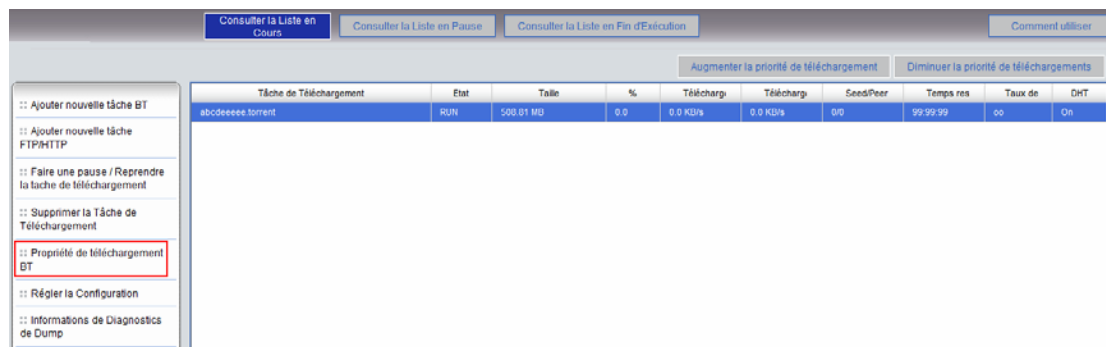 Consulter la Liste en
Cours
Consulter la Liste en Pause
Consulter la Liste en Fin d'Exécution
Comment utiliser
Augmenter la priorité de téléchargement
Diminuer la priorité de téléchargements
:: Ajouter nouvelle tâche BT
:: Ajouter nouvelle tâche
FTP/HTTP
:: Faire une pause / Reprendre
la tache de téléchargement
:: Supprimer la Tâche de
Téléchargement
:: Propriété de téléchargement
BT
:: Régler la Configuration
:: Informations de Diagnostics
de Dump
Tâche de Téléchargement Etat Taille % Téléchargı Téléchargı Seed/Peer Temps res Taux de DHT
abcdeeeee.torrent RUN 508.81 MB 0.0 0.0 KB/s 0.0 KB/s 0/0 99:99:99 oo On